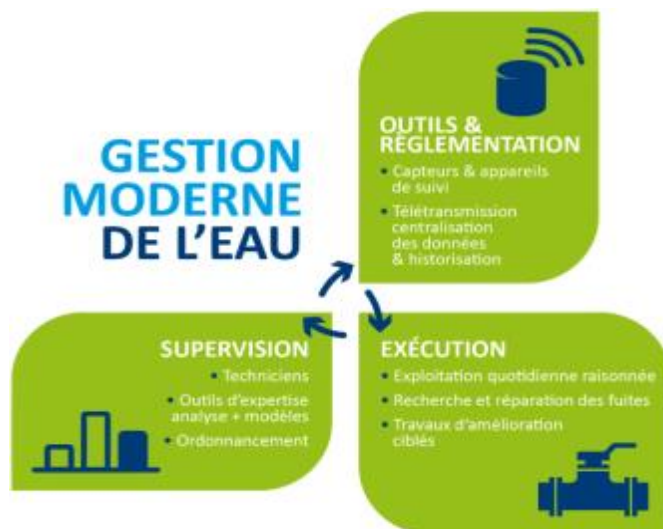 GESTION
MODERNE
DE L'EAU
OUTILS &
RÈGLEMENTATION
• Capteurs & appareils
de suivi
• Télétransmission
centralisation
des données
& historisation
SUPERVISION
• Techniciens
• Outils d'expertise
analyse + modèles
• Ordonnancement
EXÉCUTION
• Exploitation quotidienne raisonnée
• Recherche et réparation des fuites
• Travaux d'amélioration
ciblés